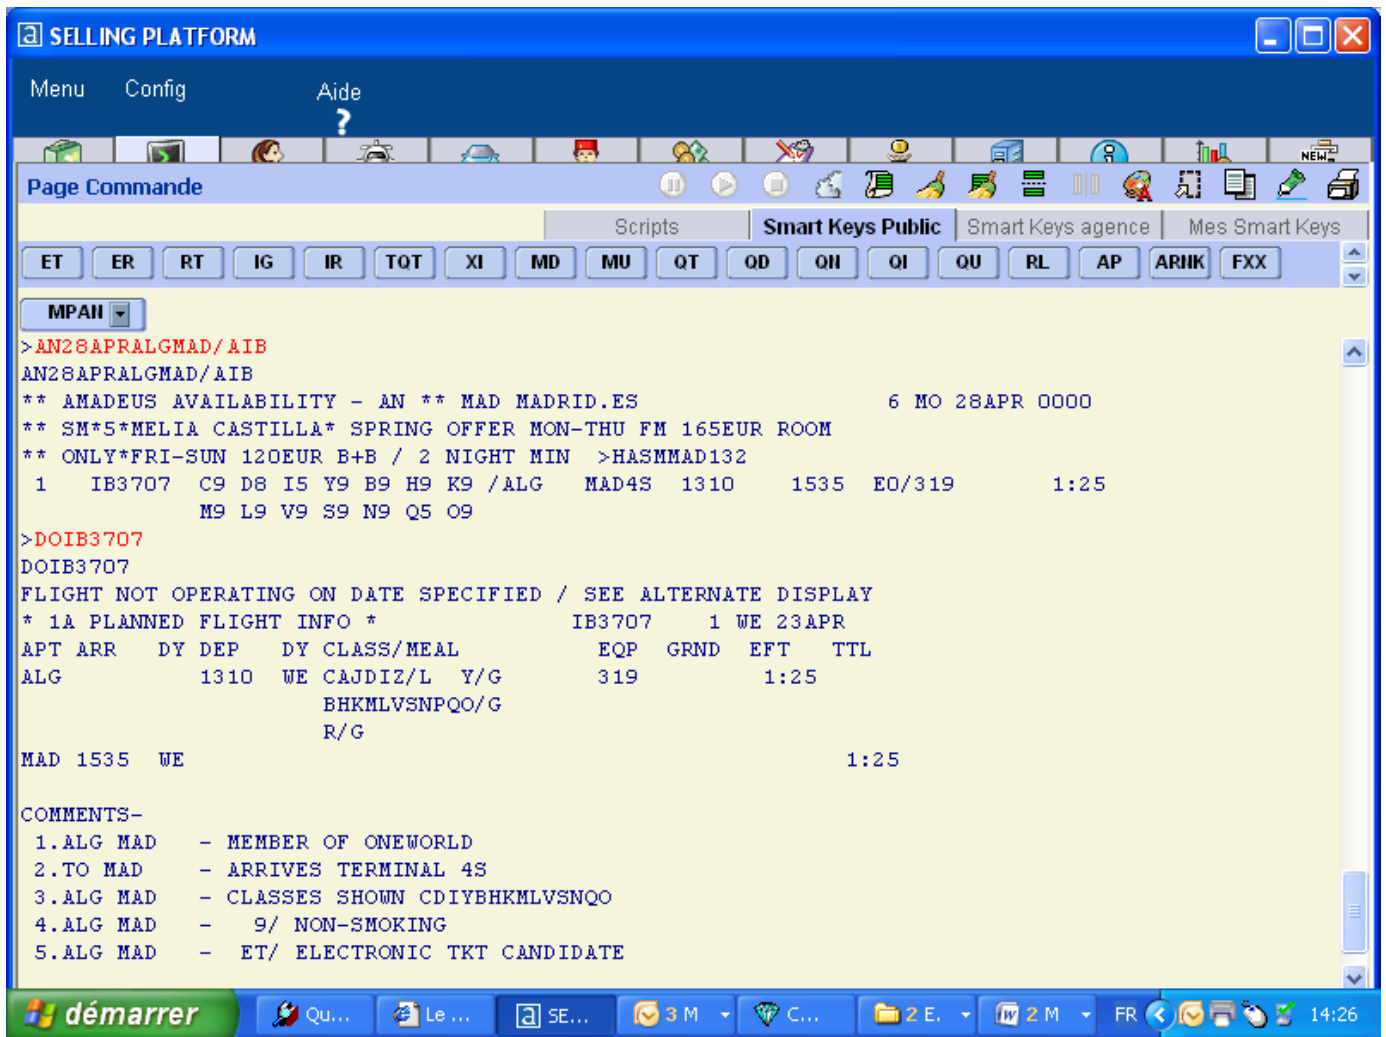 a SELLING PLATFORM
Menu Config Aide
?
NEW
Page Commande
Scripts Smart Keys Public Smart Keys agence Mes Smart Keys
ET ER RT IG IR TQT XI MD MU QT QD QN QI QU RL AP ARNK FXX
MPAN
>AN28APRALGMAD/AIB
AN28APRALGMAD/AIB
** AMADEUS AVAILABILITY - AN ** MAD MADRID.ES 6 MO 28APR 0000
** SM*5*MELIA CASTILLA* SPRING OFFER MON-THU FM 165EUR ROOM
** ONLY*FRI-SUN 120EUR B+B / 2 NIGHT MIN >HASMMAD132
1 IB3707 C9 D8 I5 Y9 B9 H9 K9 /ALG MAD4S 1310 1535 E0/319 1:25
M9 L9 V9 S9 N9 Q5 O9
>DOIB3707
DOIB3707
FLIGHT NOT OPERATING ON DATE SPECIFIED / SEE ALTERNATE DISPLAY
* 1A PLANNED FLIGHT INFO * IB3707 1 WE 23APR
APT ARR DY DEP DY CLASS/MEAL EQP GRND EFT TTL
ALG 1310 WE CAJDIZ/L Y/G 319 1:25
BHKMLVSNPQO/G
R/G
MAD 1535 WE 1:25
COMMENTS-
1.ALG MAD - MEMBER OF ONEWORLD
2.TO MAD - ARRIVES TERMINAL 4S
3.ALG MAD - CLASSES SHOWN CDIYBHKMLVSNQO
4.ALG MAD - 9/ NON-SMOKING
5.ALG MAD - ET/ ELECTRONIC TKT CANDIDATE
démarrer Qu... Le ... a SE... 3 M C... 2 E. W 2 M FR 14:26